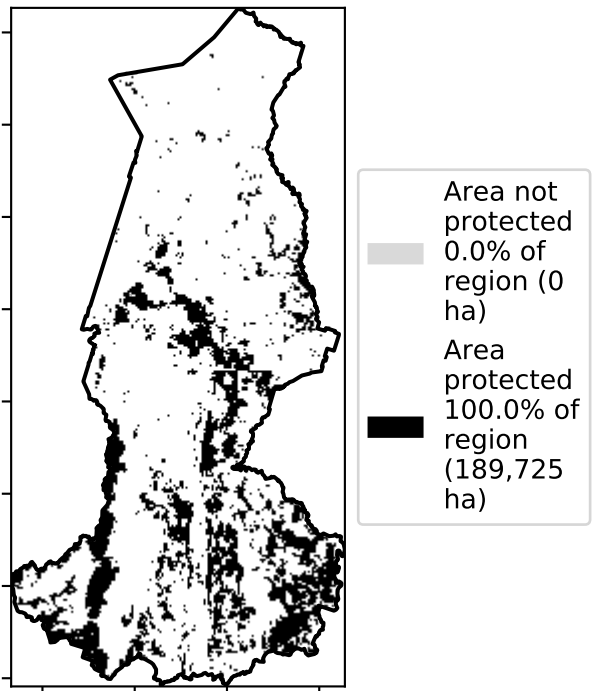 Area not
protected
0.0% of
region (0
ha)
Area
protected
100.0% of
region
(189,725
ha)